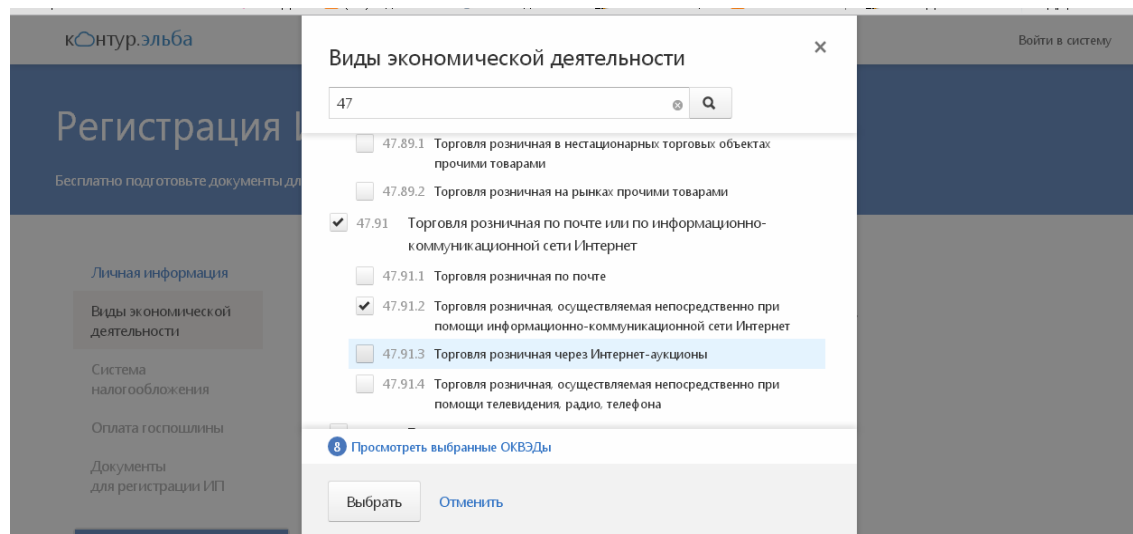 контур.эльба
Войти в систему
Регистрация
Бесплатно подготовьте документы
Личная информация
Виды экономической
деятельности
Система
налогообложения
Оплата госпошлины
Документы
для регистрации ИП
Виды экономической деятельности
×
47
47.89.1 Торговля розничная в нестационарных торговых объектах
прочими товарами
47.89.2 Торговля розничная на рынках прочими товарами
47.91 Торговля розничная по почте или по информационно-
коммуникационной сети Интернет
47.91.1 Торговля розничная по почте
47.91.2 Торговля розничная, осуществляемая непосредственно при
помощи информационно-коммуникационной сети Интернет
47.91.3 Торговля розничная через Интернет-аукционы
47.91.4 Торговля розничная, осуществляемая непосредственно при
помощи телевидения, радио, телефона
8 Просмотреть выбранные ОКВЭДы
Выбрать Отменить